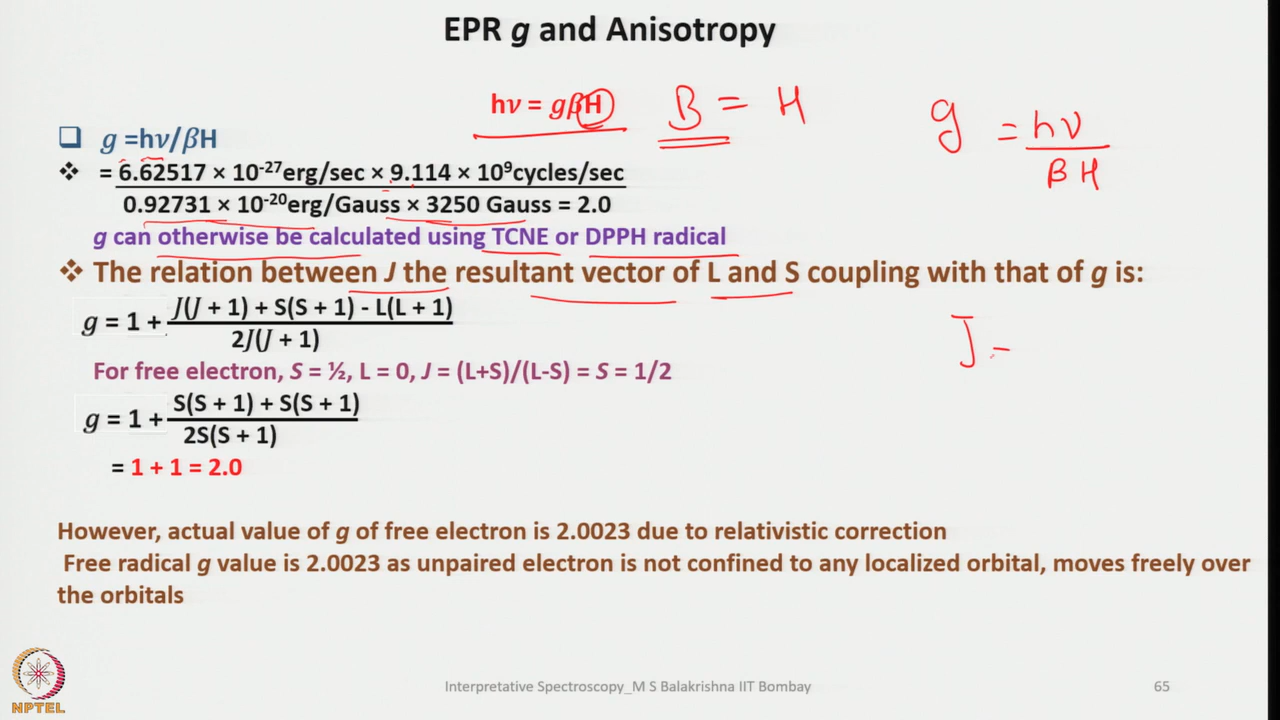 EPR g and Anisotropy
hν = gβH B = H
g = hν / βH
❑ g =hν/βH
❖ = 6.62517 × 10⁻²⁷erg/sec × 9.114 × 10⁹cycles/sec
0.92731 × 10⁻²⁰erg/Gauss × 3250 Gauss = 2.0
g can otherwise be calculated using TCNE or DPPH radical
❖ The relation between J the resultant vector of L and S coupling with that of g is:
g = 1 + J(J + 1) + S(S + 1) - L(L + 1)
2J(J + 1)
J =
For free electron, S = ½, L = 0, J = (L+S)/(L-S) = S = 1/2
g = 1 + S(S + 1) + S(S + 1)
2S(S + 1)
= 1 + 1 = 2.0
However, actual value of g of free electron is 2.0023 due to relativistic correction
Free radical g value is 2.0023 as unpaired electron is not confined to any localized orbital, moves freely over
the orbitals
NPTEL
Interpretative Spectroscopy_M S Balakrishna IIT Bombay 65